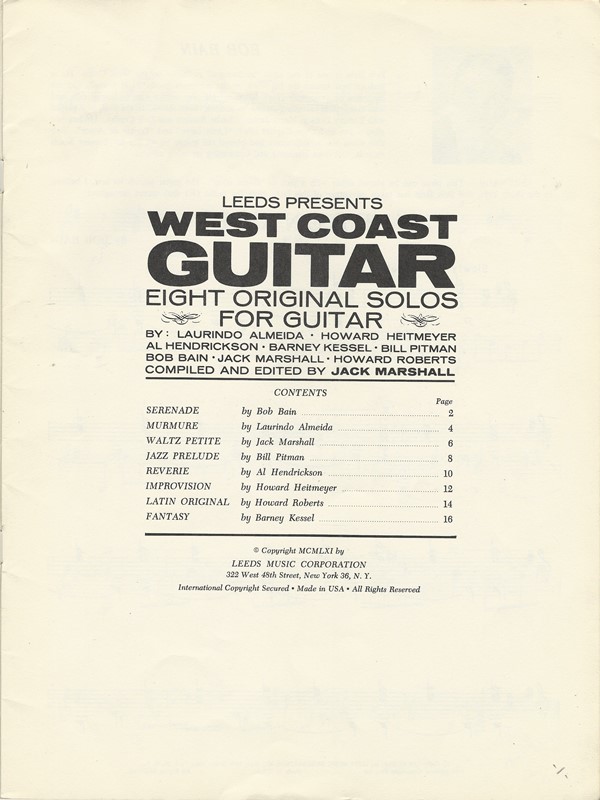 LEEDS PRESENTS
WEST COAST
GUITAR
EIGHT ORIGINAL SOLOS
FOR GUITAR
BY: LAURINDO ALMEIDA • HOWARD HEITMEYER
AL HENDRICKSON • BARNEY KESSEL • BILL PITMAN
BOB BAIN • JACK MARSHALL • HOWARD ROBERTS
COMPILED AND EDITED BY JACK MARSHALL
CONTENTS
Page
SERENADE by Bob Bain 2
MURMURE by Laurindo Almeida 4
WALTZ PETITE by Jack Marshall 6
JAZZ PRELUDE by Bill Pitman 8
REVERIE by Al Hendrickson 10
IMPROVISION by Howard Heitmeyer 12
LATIN ORIGINAL by Howard Roberts 14
FANTASY by Barney Kessel 16
© Copyright MCMLXI by
LEEDS MUSIC CORPORATION
322 West 48th Street, New York 36, N. Y.
International Copyright Secured • Made in USA • All Rights Reserved